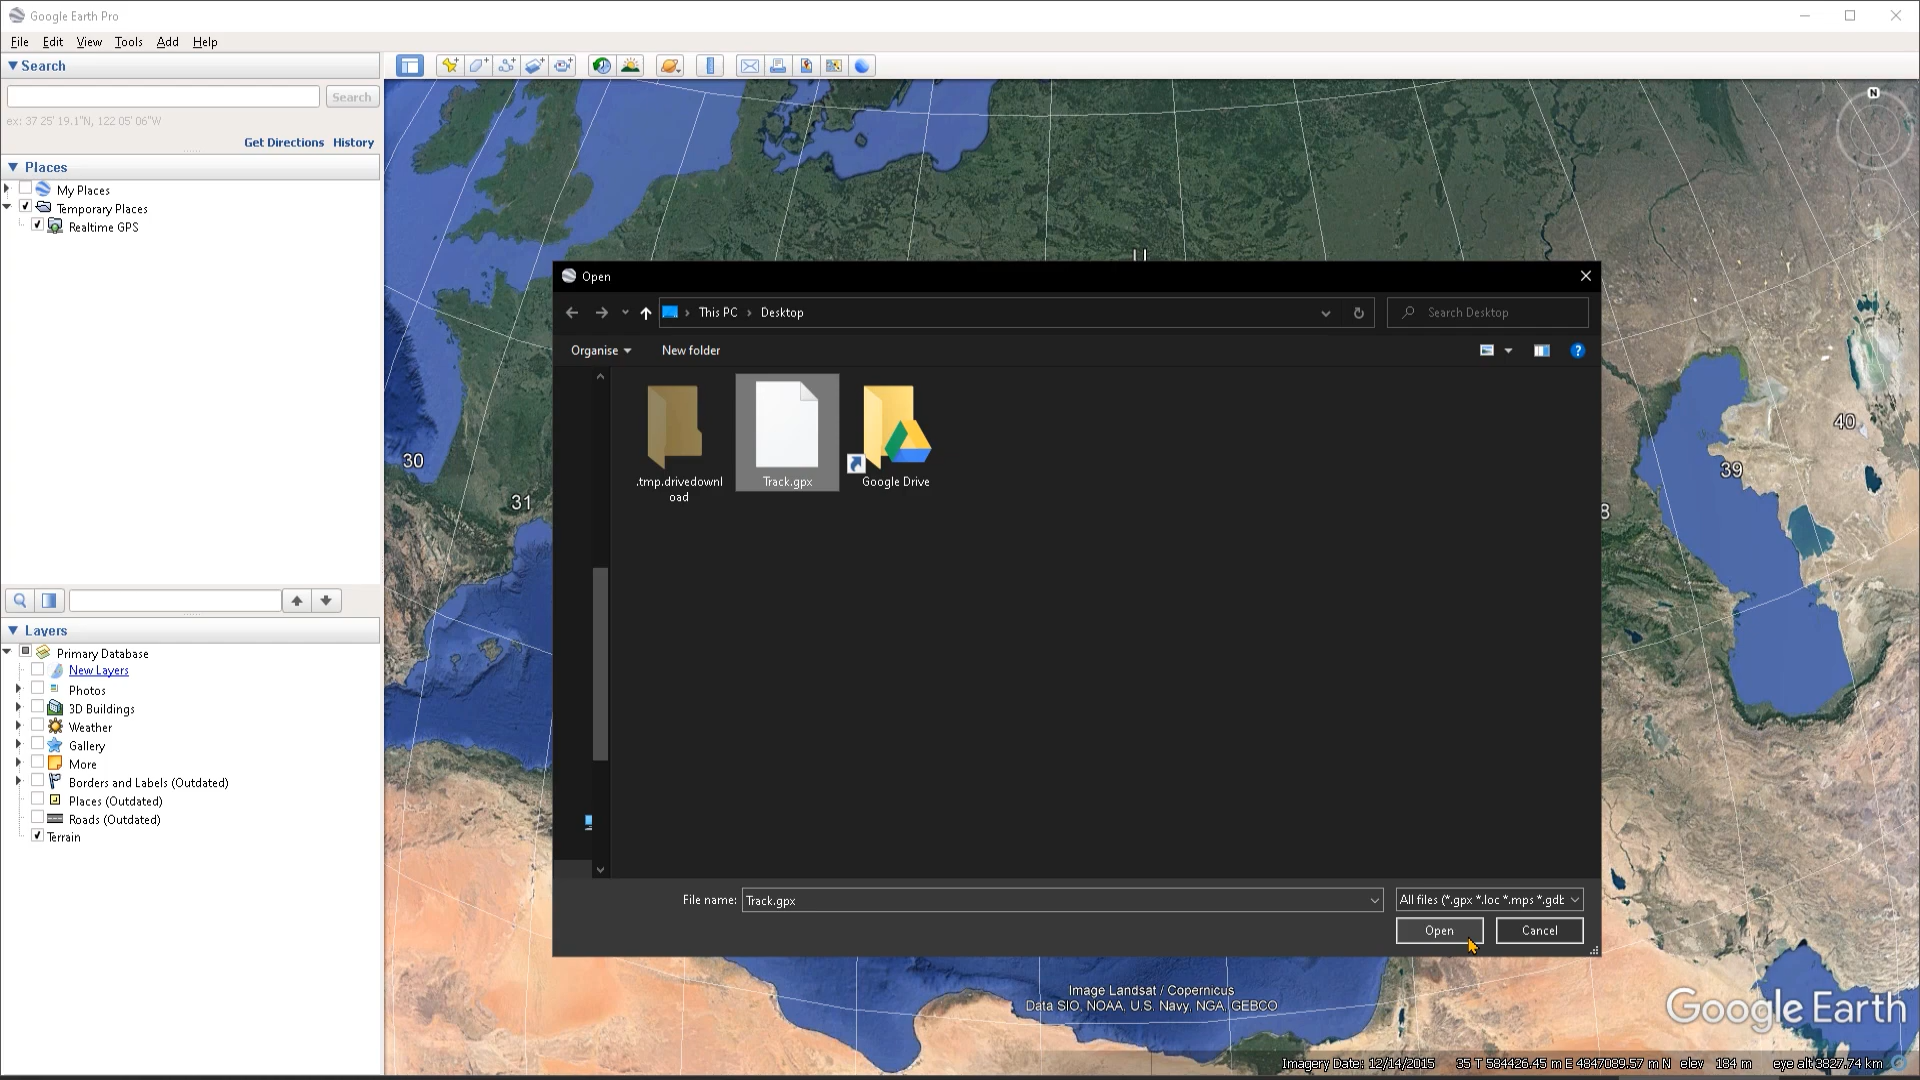 Google Earth Pro
File Edit View Tools Add Help
Search
Search
ex: 37 25' 19.1"N, 122 05' 06"W
Get Directions History
Places
My Places
Temporary Places
Realtime GPS
Layers
Primary Database
New Layers
Photos
3D Buildings
Weather
Gallery
More
Borders and Labels (Outdated)
Places (Outdated)
Roads (Outdated)
Terrain
N
30
31
39
40
8
Open
This PC > Desktop
Search Desktop
Organise New folder
?
.tmp.drivedownl
oad
Track.gpx
Google Drive
File name: Track.gpx
All files (*.gpx *.loc *.mps *.gdb
Open Cancel
Image Landsat / Copernicus
Data SIO, NOAA, U.S. Navy, NGA, GEBCO
Google Earth
Imagery Date: 12/14/2015 35 T 584426.45 m E 4847089.57 m N elev 184 m eye alt 3827.74 km